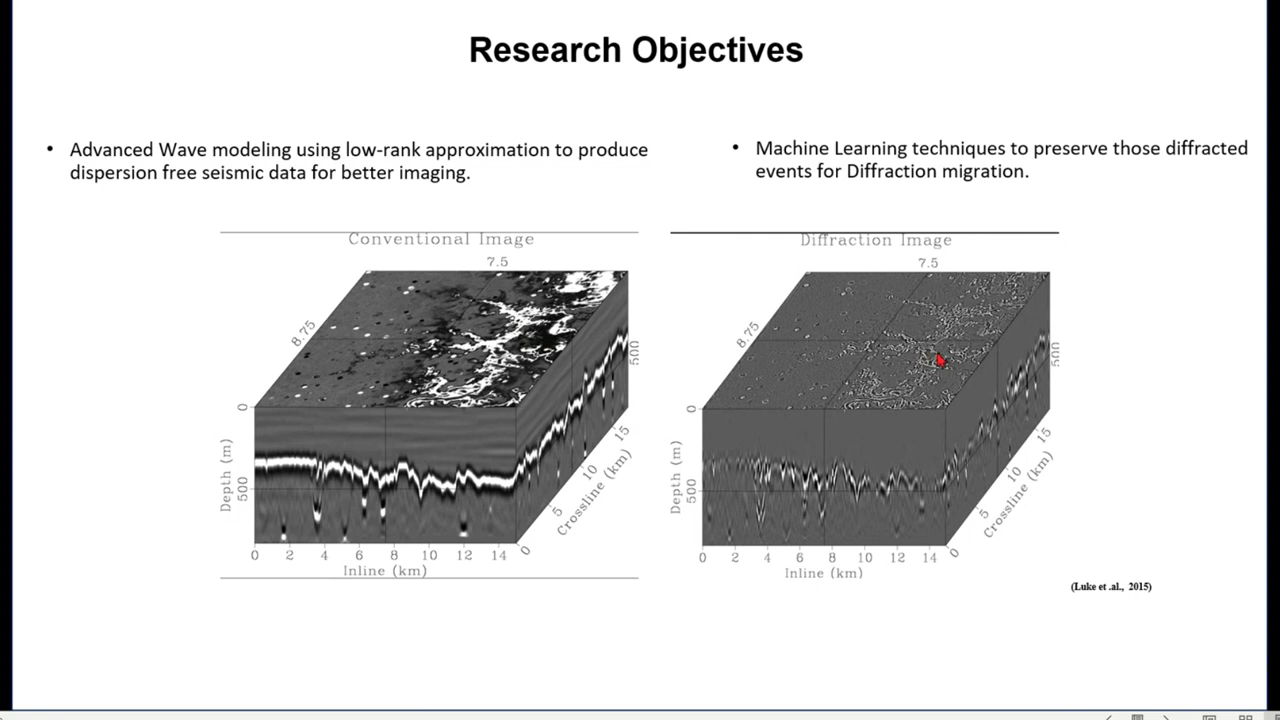 Research Objectives
• Advanced Wave modeling using low-rank approximation to produce
dispersion free seismic data for better imaging.
• Machine Learning techniques to preserve those diffracted
events for Diffraction migration.
Conventional Image
7.5
8.75
500
0
500
Depth (m)
0 2 4 6 8 10 12 14
Inline (km)
0 5 10 15
Crossline (km)
Diffraction Image
7.5
8.75
500
0
500
Depth (m)
0 2 4 6 8 10 12 14
Inline (km)
0 5 10 15
Crossline (km)
(Luke et .al., 2015)